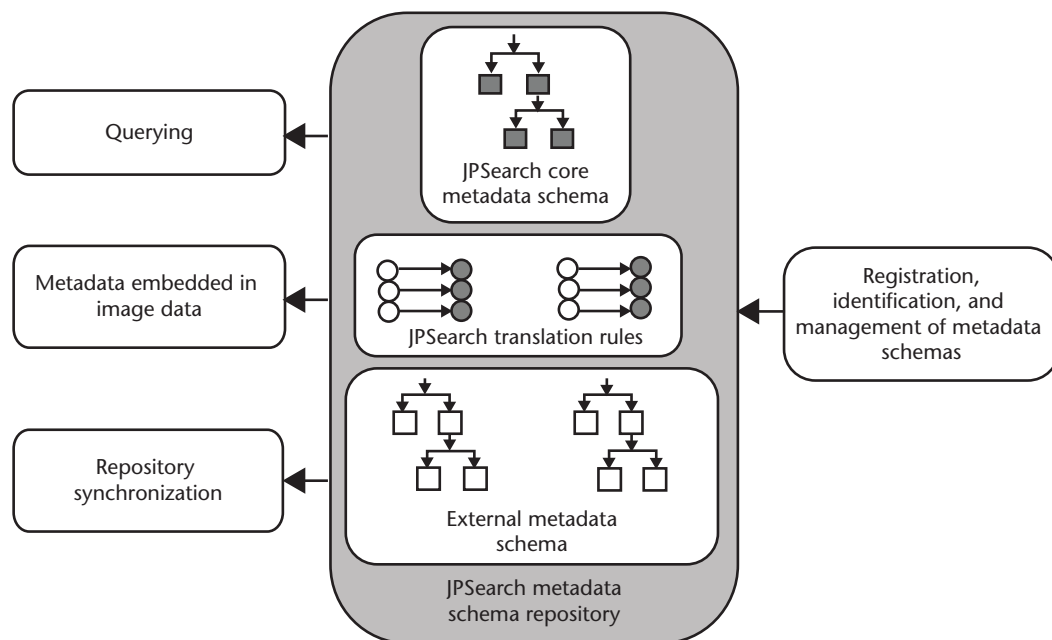 Querying
Metadata embedded in
image data
Repository
synchronization
JPSearch core
metadata schema
JPSearch translation rules
External metadata
schema
JPSearch metadata
schema repository
Registration,
identification, and
management of metadata
schemas